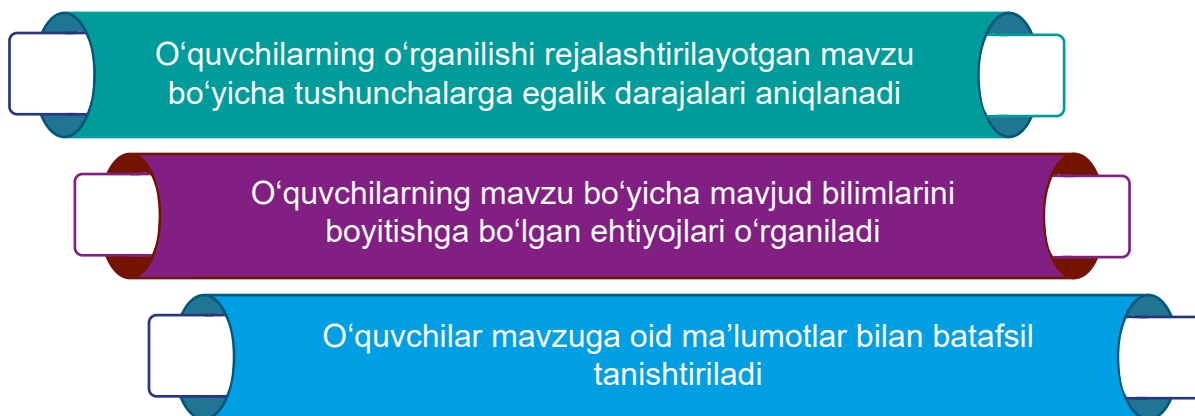 O‘quvchilarning o‘rganilishi rejalashtirilayotgan mavzu
bo‘yicha tushunchalarga egalik darajalari aniqlanadi
O‘quvchilarning mavzu bo‘yicha mavjud bilimlarini
boyitishga bo‘lgan ehtiyojlari o‘rganiladi
O‘quvchilar mavzuga oid ma’lumotlar bilan batafsil
tanishtiriladi